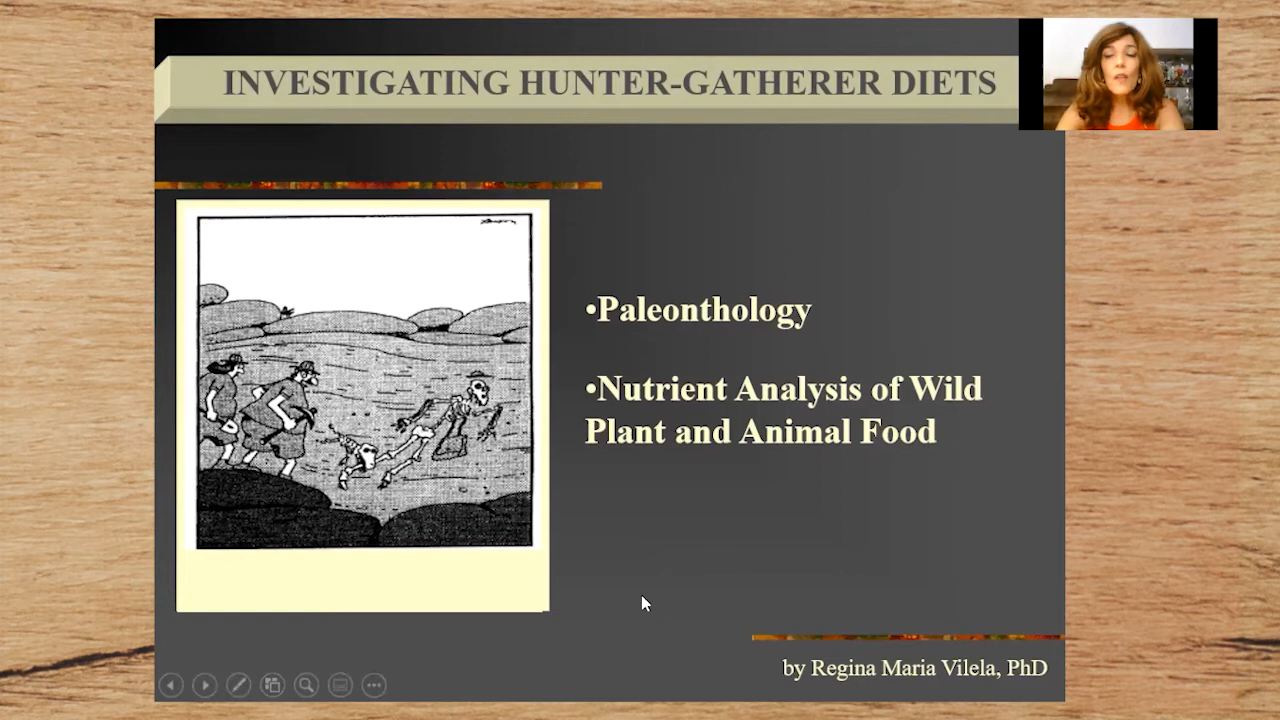 INVESTIGATING HUNTER-GATHERER DIETS
•Paleonthology
•Nutrient Analysis of Wild
Plant and Animal Food
by Regina Maria Vilela, PhD